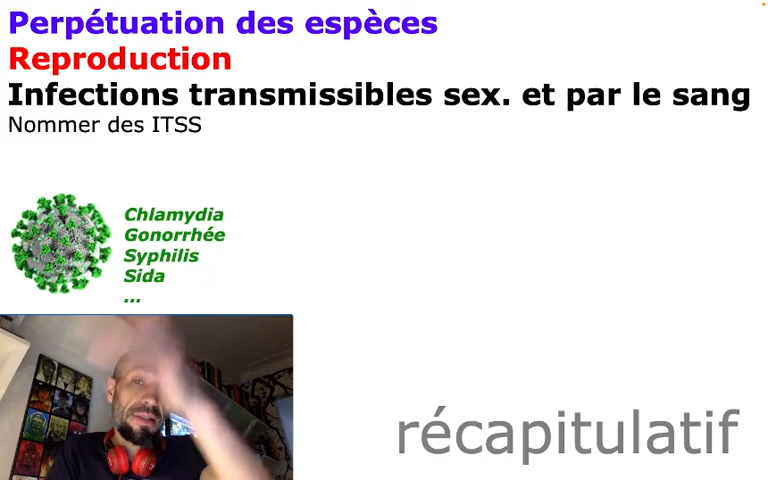 Perpétuation des espèces
Reproduction
Infections transmissibles sex. et par le sang
Nommer des ITSS
Chlamydia
Gonorrhée
Syphilis
Sida
...
récapitulatif